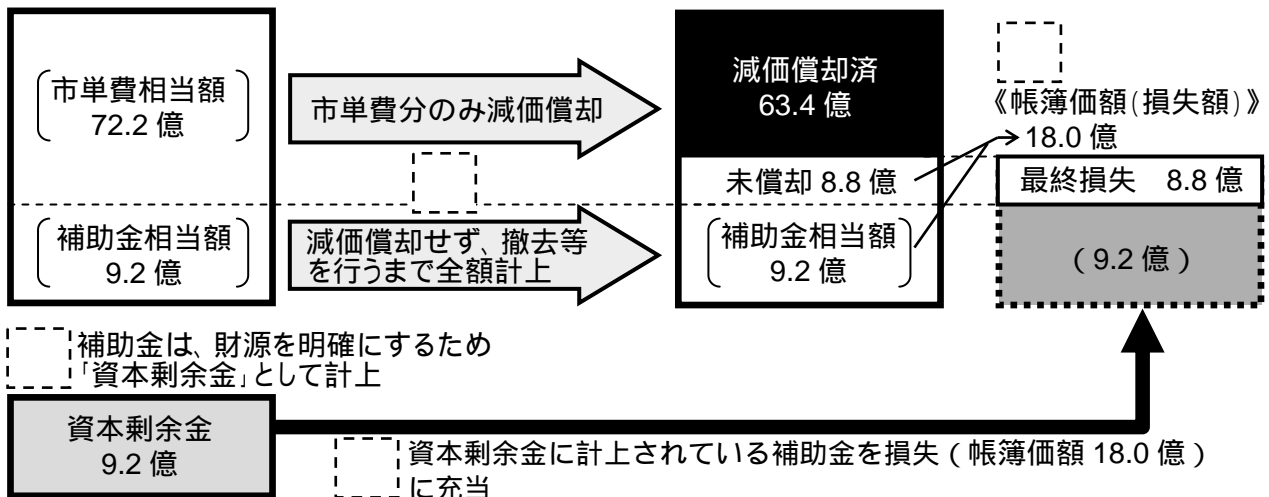 市単費相当額
72.2 億
市単費分のみ減価償却
減価償却済
63.4 億
《帳簿価額(損失額)》
18.0 億
未償却 8.8 億
最終損失 8.8 億
補助金相当額
9.2 億
減価償却せず、撤去等
を行うまで全額計上
補助金相当額
9.2 億
(9.2 億)
補助金は、財源を明確にするため
「資本剰余金」として計上
資本剰余金
9.2 億
資本剰余金に計上されている補助金を損失(帳簿価額 18.0 億)
に充当